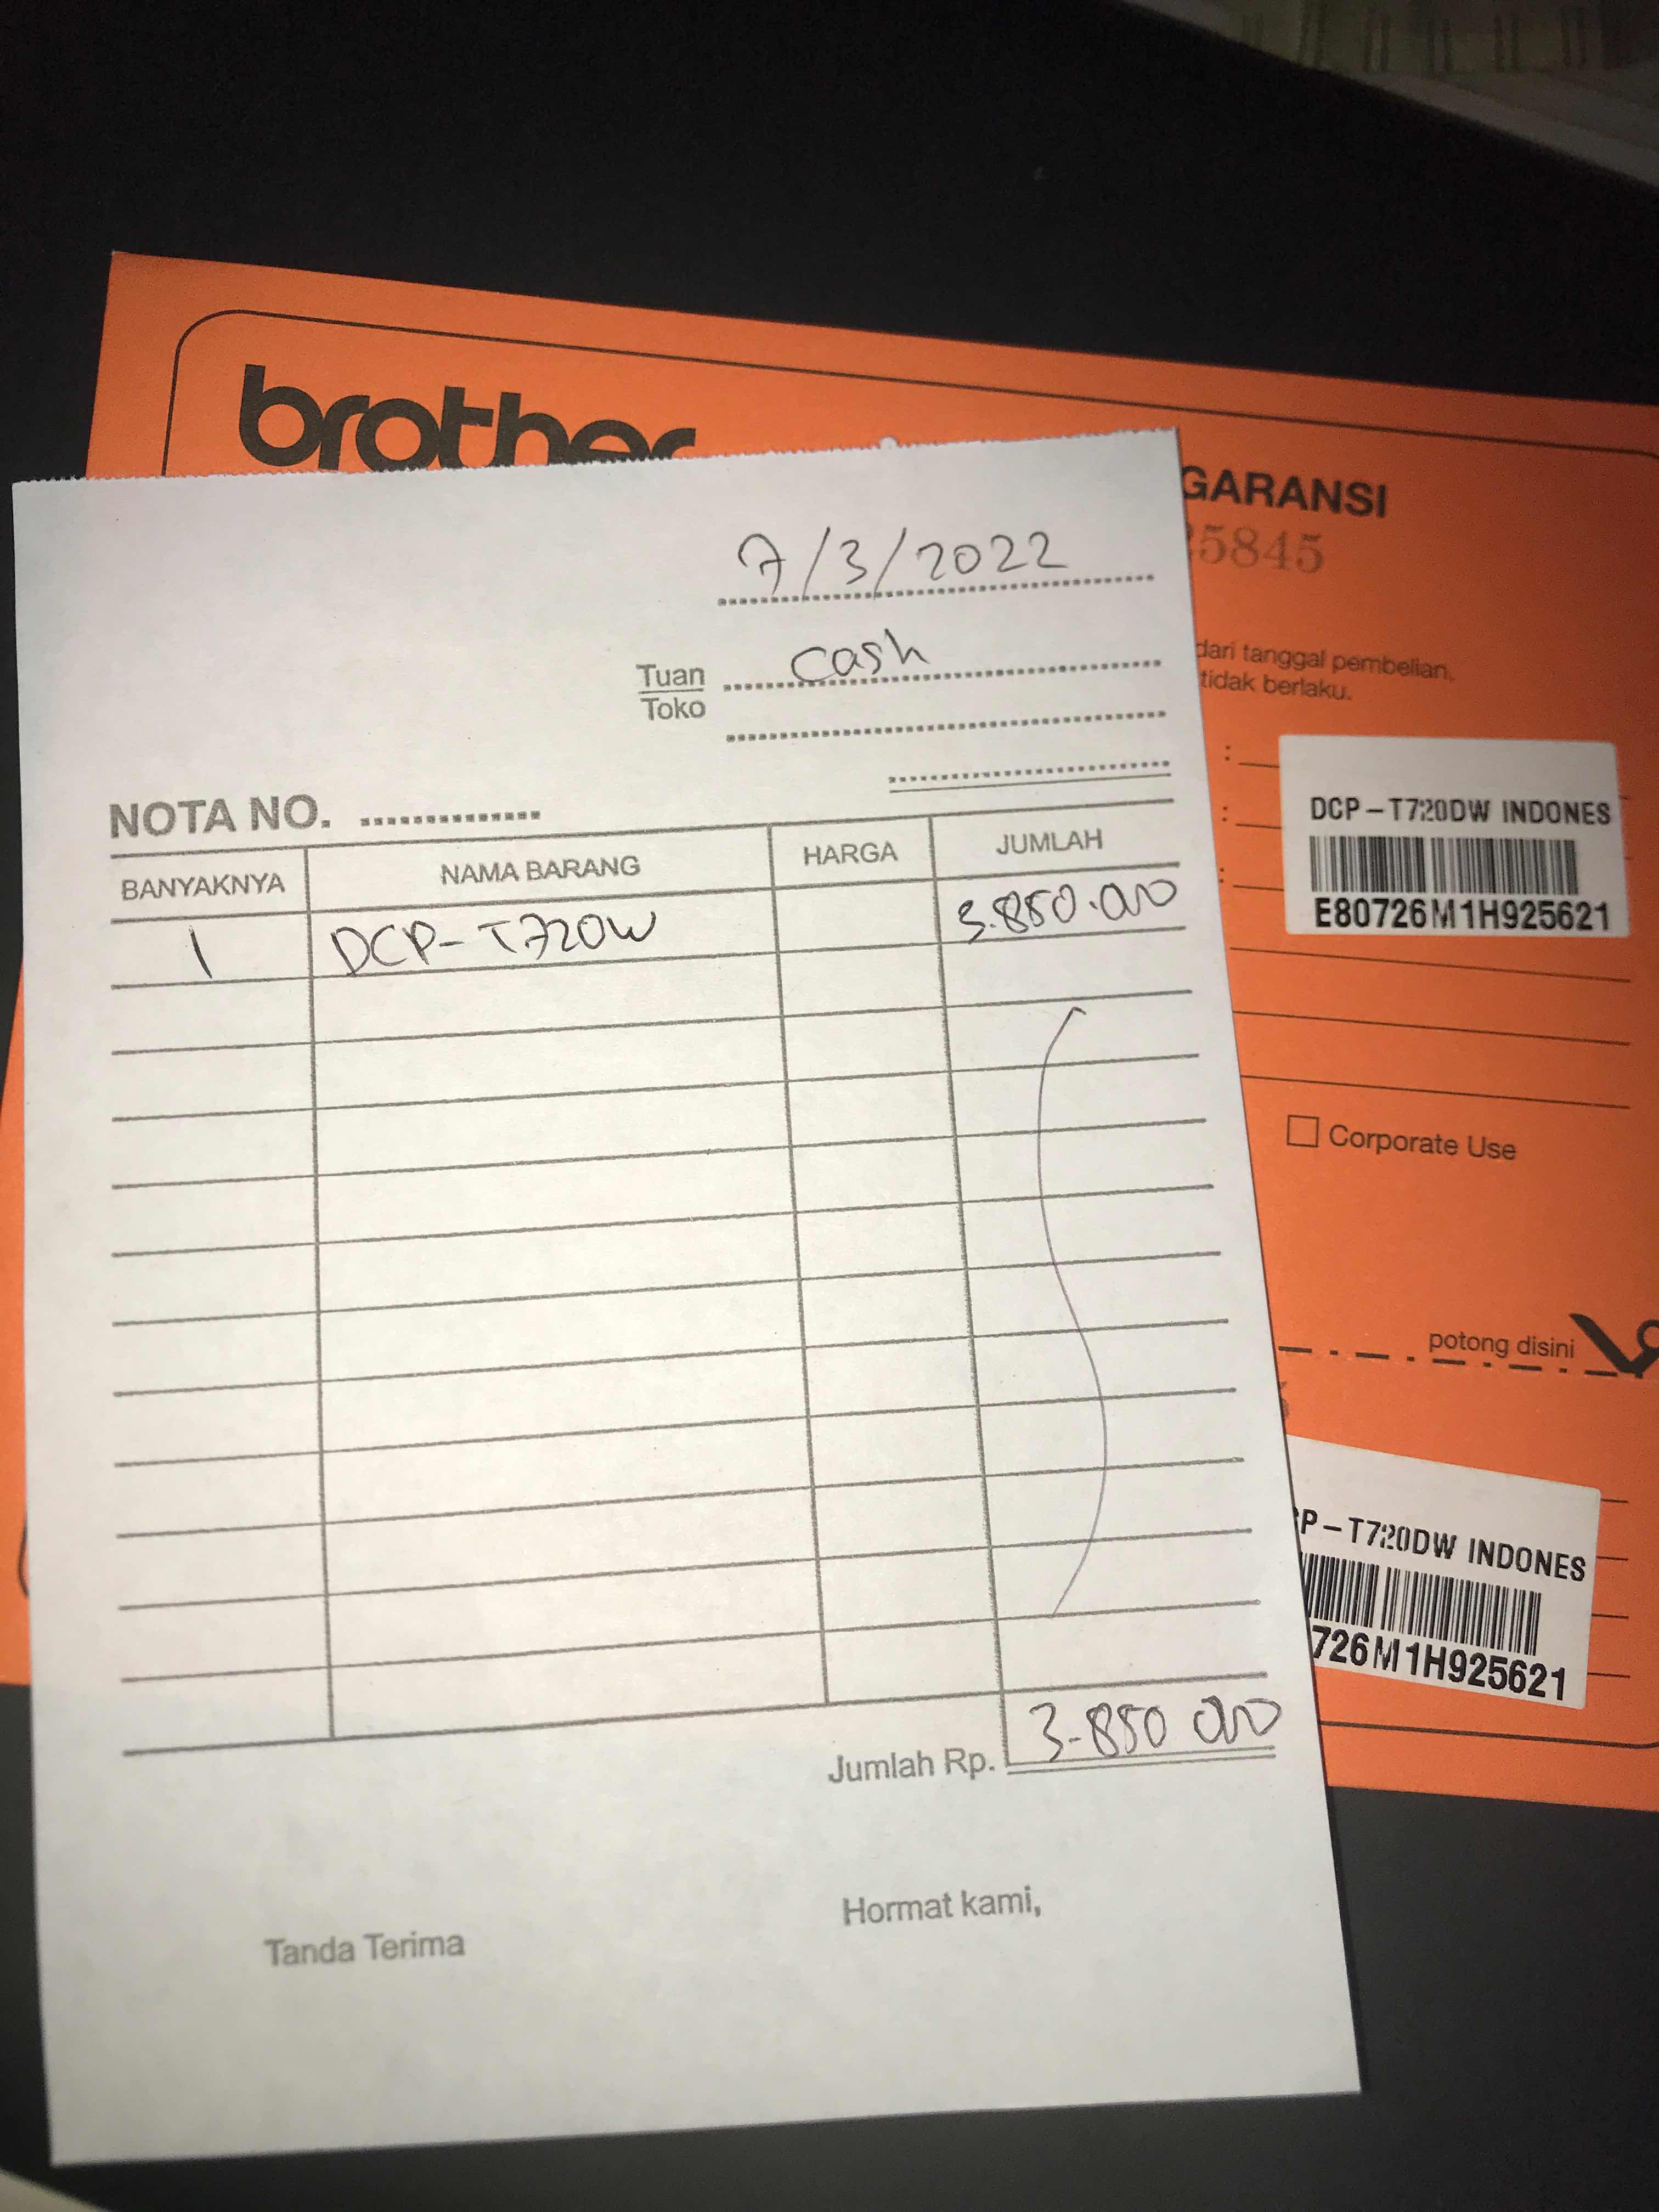 brother
GARANSI
5845
dari tanggal pembelian,
tidak berlaku.
7/3/2022
Tuan cash
Toko
NOTA NO.
BANYAKNYA NAMA BARANG HARGA JUMLAH
1 DCP-T720W 3.850.000
Jumlah Rp. 3-850 000
Tanda Terima
Hormat kami,
:
:
:
DCP-T720DW INDONES
E80726M1H925621
Corporate Use
potong disini
P-T720DW INDONES
726M1H925621